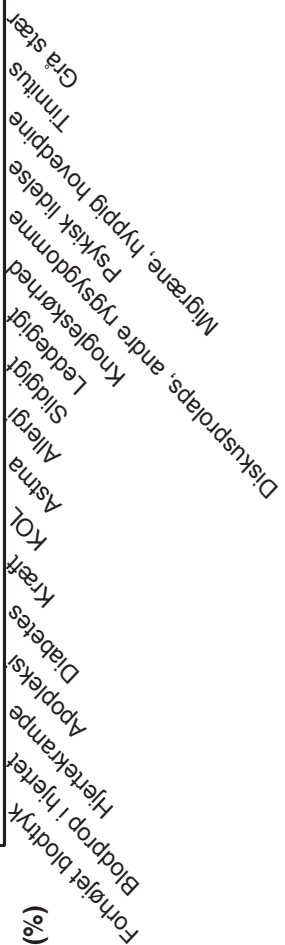 (%)
Forhøjet blodtryk
Blodprop i hjertet
Hjertekrampe
Apopleksi
Diabetes
Kræft
KOL
Astma
Allergi
Slidgigt
Leddegigt
Knogleskørhed
Diskusprolaps, andre rygsygdomme
Psykisk lidelse
Migræne, hyppig hovedpine
Tinnitus
Grå stær